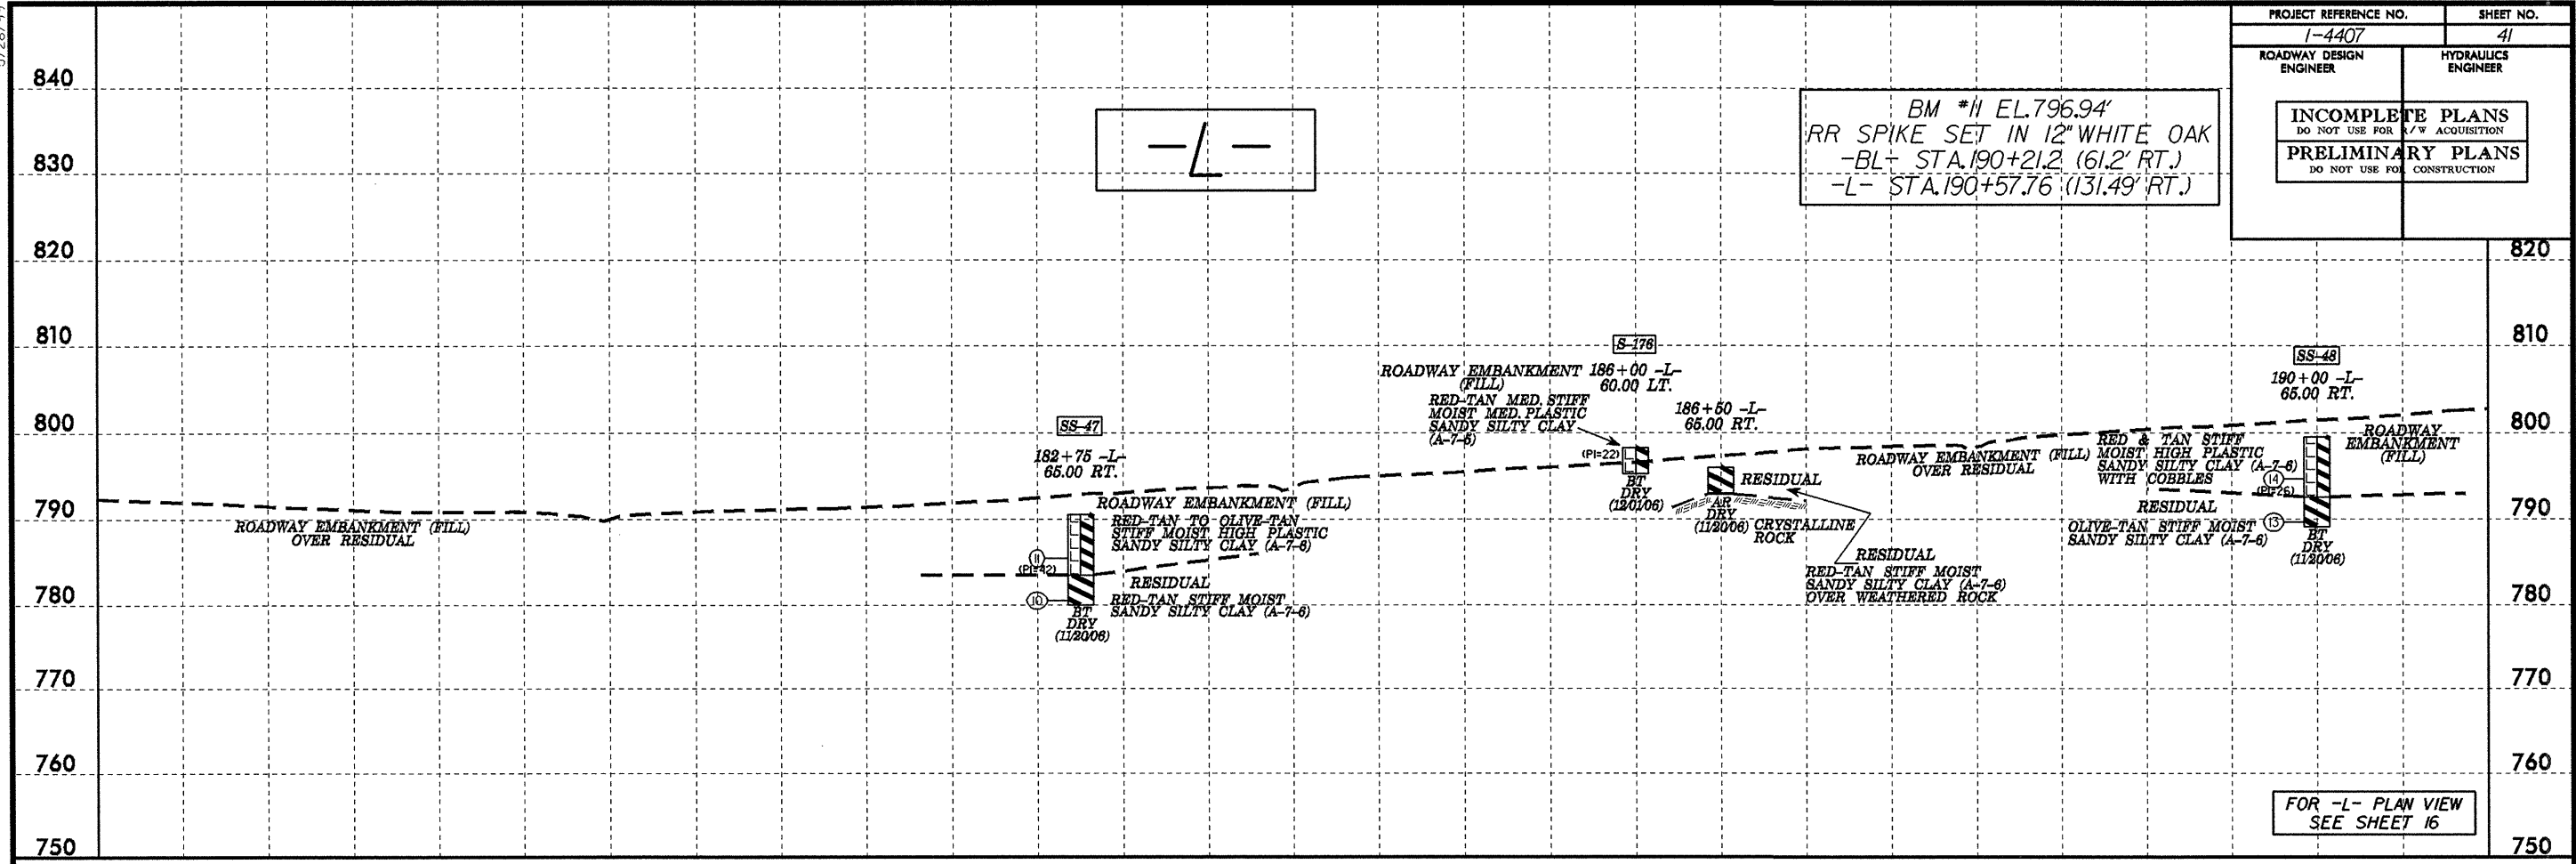 PROJECT REFERENCE NO.
SHEET NO.
I-4407
41
ROADWAY DESIGN
ENGINEER
HYDRAULICS
ENGINEER
INCOMPLETE PLANS
DO NOT USE FOR R/W ACQUISITION
PRELIMINARY PLANS
DO NOT USE FOR CONSTRUCTION
-L-
BM #11 EL.796.94'
RR SPIKE SET IN 12" WHITE OAK
-BL- STA.190+21.2 (61.2' RT.)
-L- STA.190+57.76 (131.49' RT.)
840
830
820
810
800
790
780
770
760
750
820
810
800
790
780
770
760
750
ROADWAY EMBANKMENT (FILL)
OVER RESIDUAL
SS-47
182+75 -L-
65.00 RT.
ROADWAY EMBANKMENT (FILL)
RED-TAN TO OLIVE-TAN
STIFF MOIST HIGH PLASTIC
SANDY SILTY CLAY (A-7-6)
11
(PI=42)
RESIDUAL
10
RED-TAN STIFF MOIST
SANDY SILTY CLAY (A-7-6)
BT
DRY
(11/20/06)
S-176
186+00 -L-
60.00 LT.
ROADWAY EMBANKMENT
(FILL)
RED-TAN MED. STIFF
MOIST MED. PLASTIC
SANDY SILTY CLAY
(A-7-5)
(PI=22)
BT
DRY
(12/01/06)
186+50 -L-
65.00 RT.
RESIDUAL
AR
DRY
(11/20/06)
CRYSTALLINE
ROCK
RESIDUAL
RED-TAN STIFF MOIST
SANDY SILTY CLAY (A-7-6)
OVER WEATHERED ROCK
ROADWAY EMBANKMENT (FILL)
OVER RESIDUAL
SS-48
190+00 -L-
65.00 RT.
RED & TAN STIFF
MOIST HIGH PLASTIC
SANDY SILTY CLAY (A-7-6)
WITH COBBLES
14
(PI=26)
ROADWAY
EMBANKMENT
(FILL)
RESIDUAL
OLIVE-TAN STIFF MOIST
SANDY SILTY CLAY (A-7-6)
13
BT
DRY
(11/20/06)
FOR -L- PLAN VIEW
SEE SHEET 16